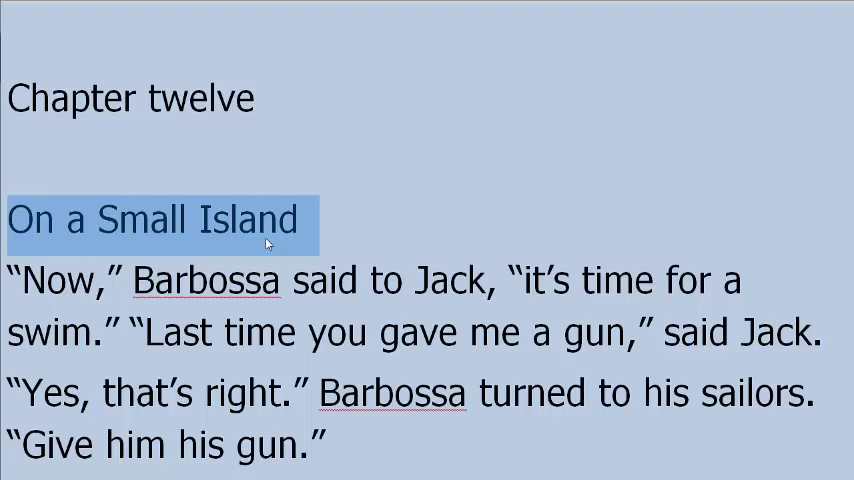 Chapter twelve
On a Small Island
“Now,” Barbossa said to Jack, “it’s time for a
swim.” “Last time you gave me a gun,” said Jack.
“Yes, that’s right.” Barbossa turned to his sailors.
“Give him his gun.”